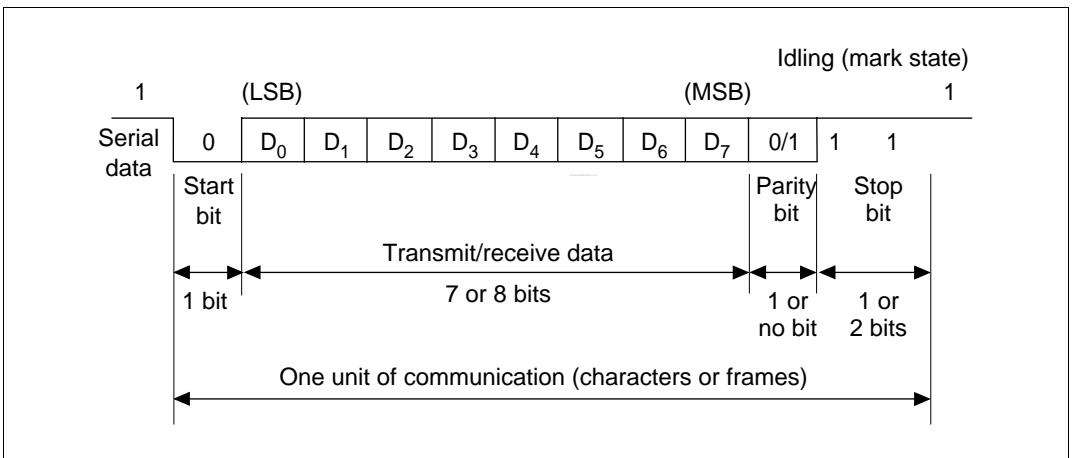 Idling (mark state)
1 (LSB) (MSB) 1
Serial data
0 D0 D1 D2 D3 D4 D5 D6 D7 0/1 1 1
Start bit
Parity bit
Stop bit
Transmit/receive data
1 bit
7 or 8 bits
1 or no bit
1 or 2 bits
One unit of communication (characters or frames)